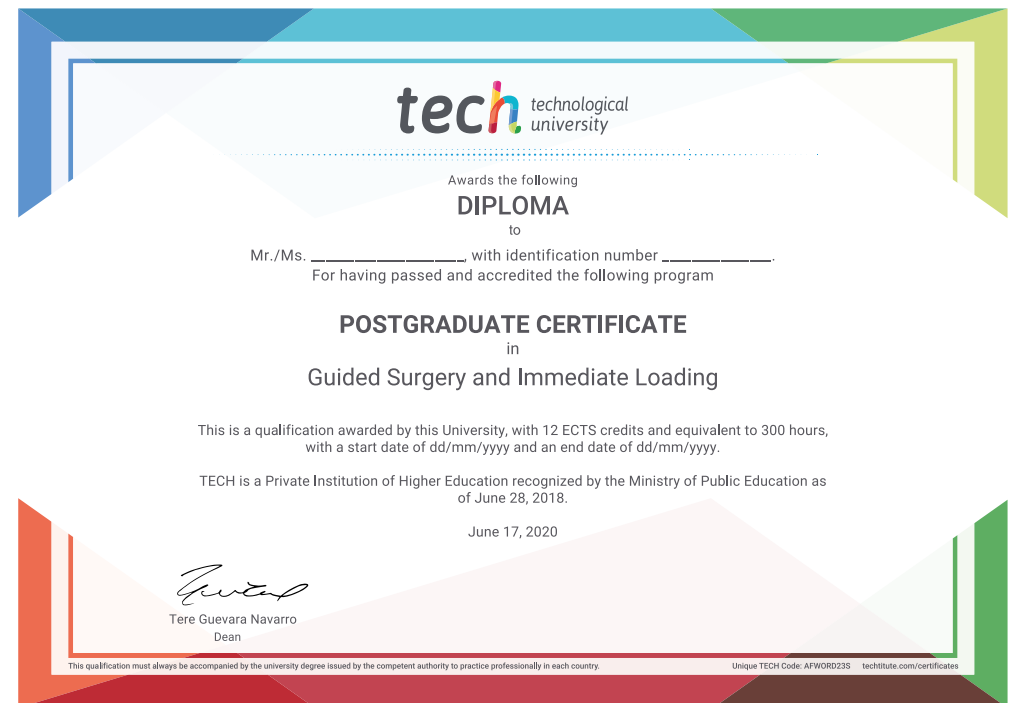 tech technological
university
Awards the following
DIPLOMA
to
Mr./Ms. ____________________, with identification number ______________.
For having passed and accredited the following program
POSTGRADUATE CERTIFICATE
in
Guided Surgery and Immediate Loading
This is a qualification awarded by this University, with 12 ECTS credits and equivalent to 300 hours,
with a start date of dd/mm/yyyy and an end date of dd/mm/yyyy.
TECH is a Private Institution of Higher Education recognized by the Ministry of Public Education as
of June 28, 2018.
June 17, 2020
Tere Guevara Navarro
Dean
This qualification must always be accompanied by the university degree issued by the competent authority to practice professionally in each country.
Unique TECH Code: AFWORD23S techtitute.com/certificates